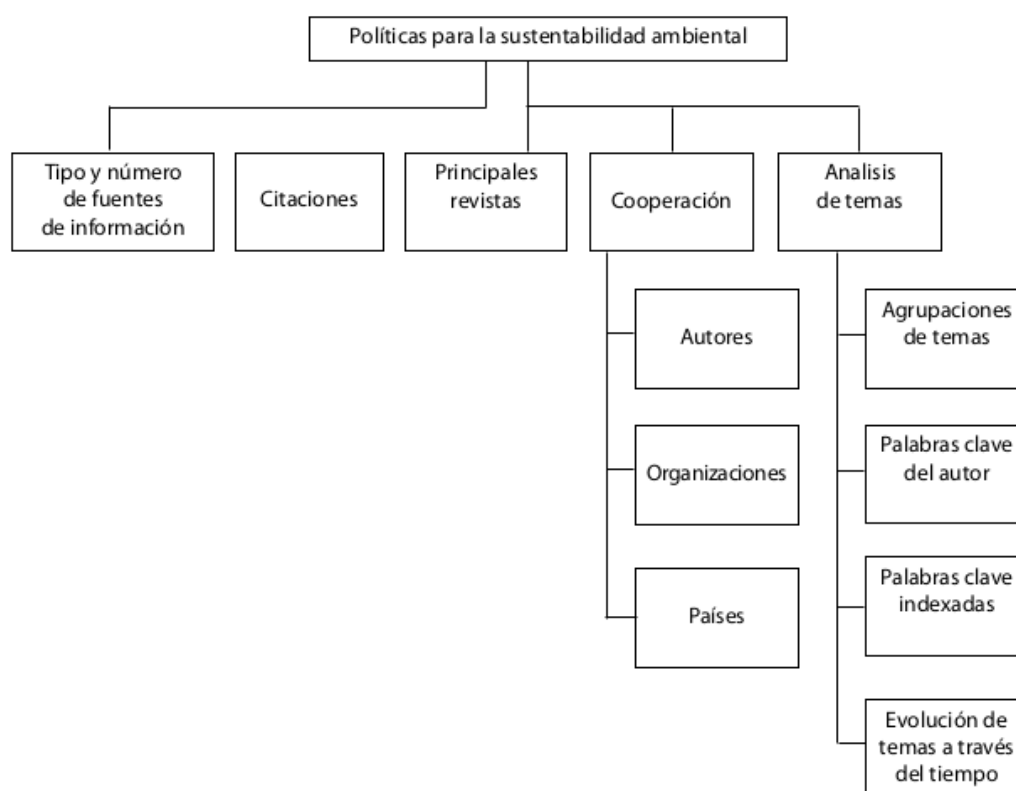 Políticas para la sustentabilidad ambiental
Tipo y número
de fuentes
de información
Citaciones
Principales
revistas
Cooperación
Analisis
de temas
Autores
Organizaciones
Países
Agrupaciones
de temas
Palabras clave
del autor
Palabras clave
indexadas
Evolución de
temas a través
del tiempo